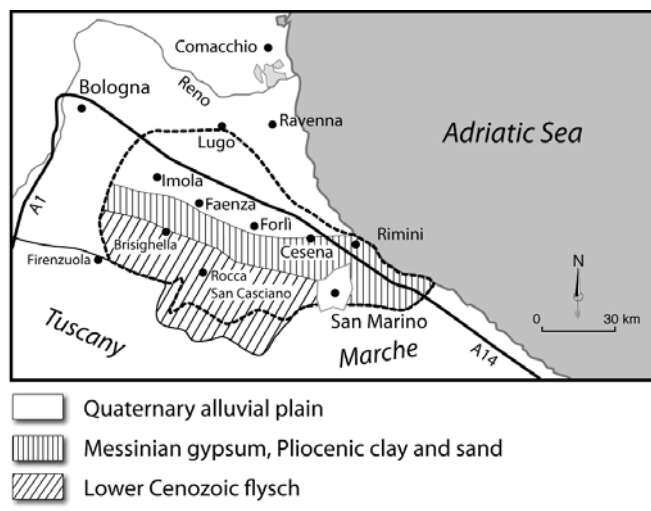 Comacchio
Reno
Bologna
Ravenna
Lugo
Adriatic Sea
Imola
Faenza
A1
Forlì
Rimini
Brisighella
Cesena
Firenzuola
Rocca
San Casciano
N
San Marino
0 30 km
Tuscany
Marche
A14
Quaternary alluvial plain
Messinian gypsum, Pliocenic clay and sand
Lower Cenozoic flysch